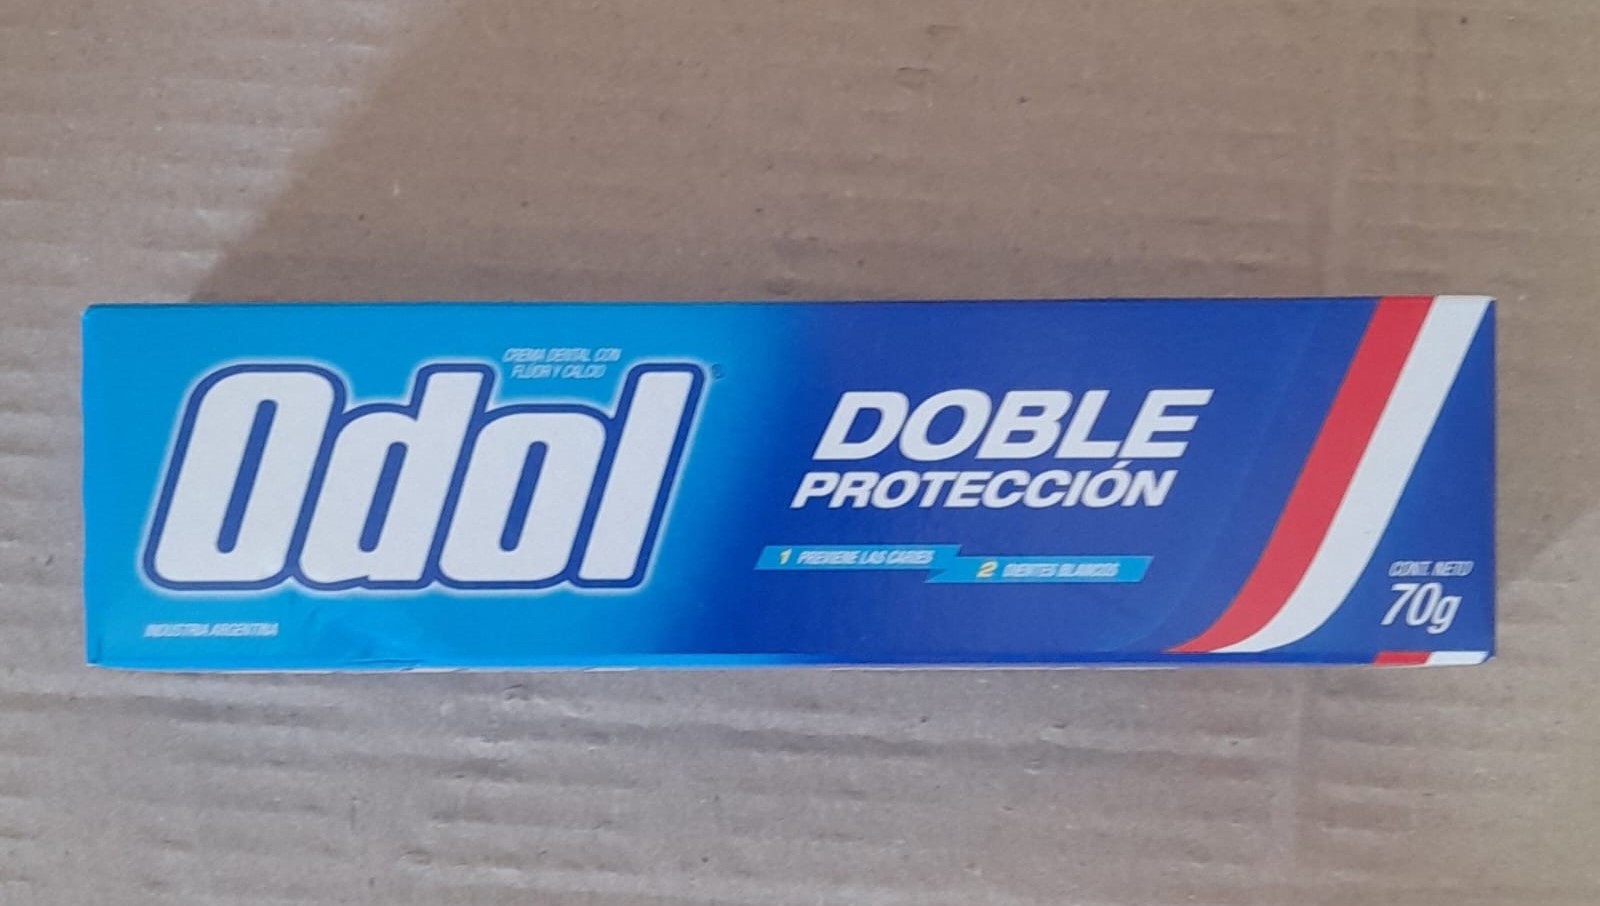 CREMA DENTAL CON
FLÚOR Y CALCIO
Odol®
INDUSTRIA ARGENTINA
DOBLE
PROTECCIÓN
1 PREVIENE LAS CARIES
2 DIENTES BLANCOS
CONT. NETO
70g